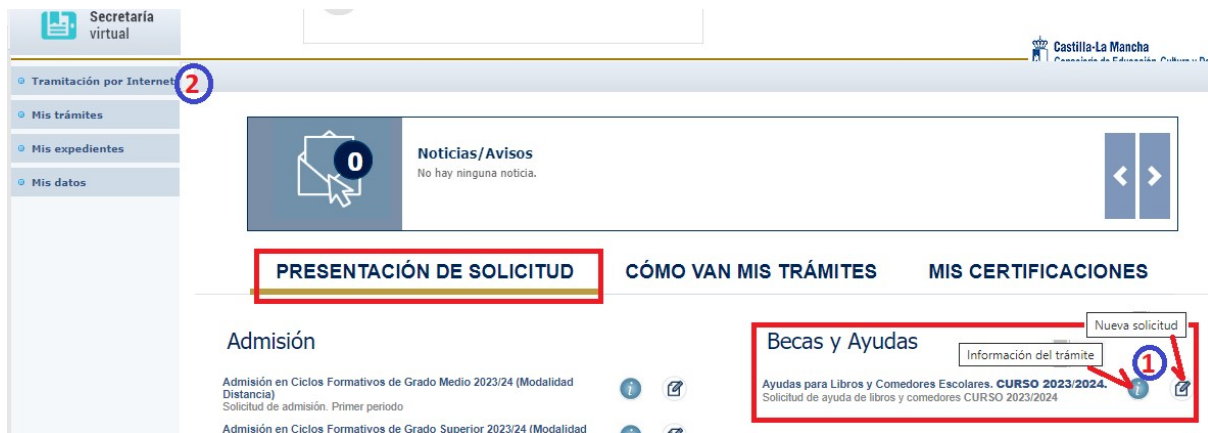 Secretaría
virtual
Castilla-La Mancha
Tramitación por Internet
2
Mis trámites
Mis expedientes
Mis datos
0
Noticias/Avisos
No hay ninguna noticia.
PRESENTACIÓN DE SOLICITUD
CÓMO VAN MIS TRÁMITES
MIS CERTIFICACIONES
Admisión
Admisión en Ciclos Formativos de Grado Medio 2023/24 (Modalidad
Distancia)
Solicitud de admisión. Primer periodo
Admisión en Ciclos Formativos de Grado Superior 2023/24 (Modalidad
Becas y Ayudas
Nueva solicitud
Información del trámite
1
Ayudas para Libros y Comedores Escolares. CURSO 2023/2024.
Solicitud de ayuda de libros y comedores CURSO 2023/2024